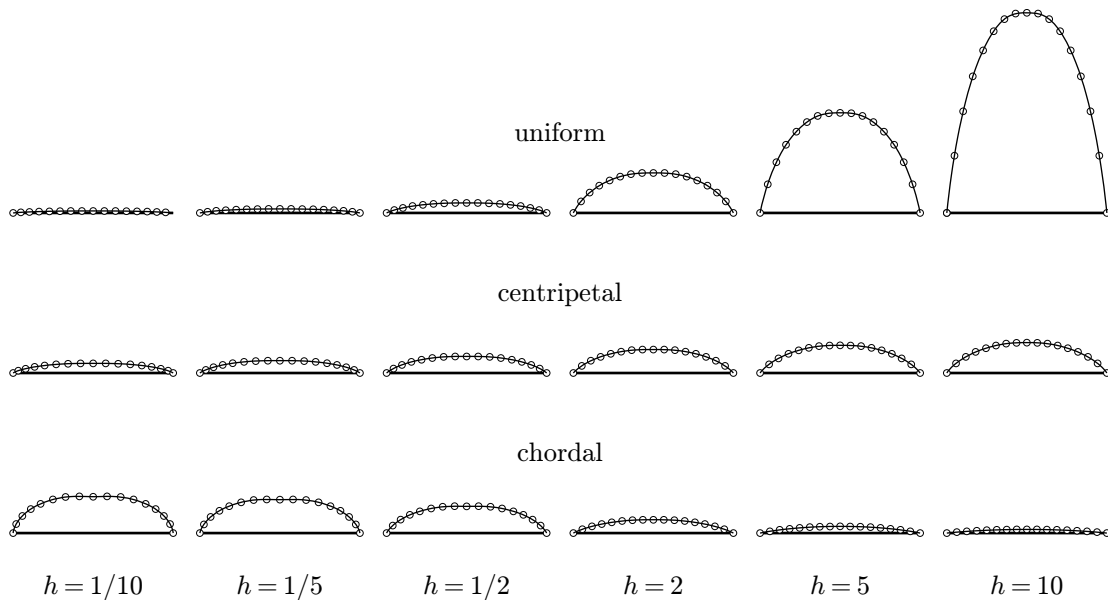 uniform
centripetal
chordal
h = 1/10 h = 1/5 h = 1/2 h = 2 h = 5 h = 10